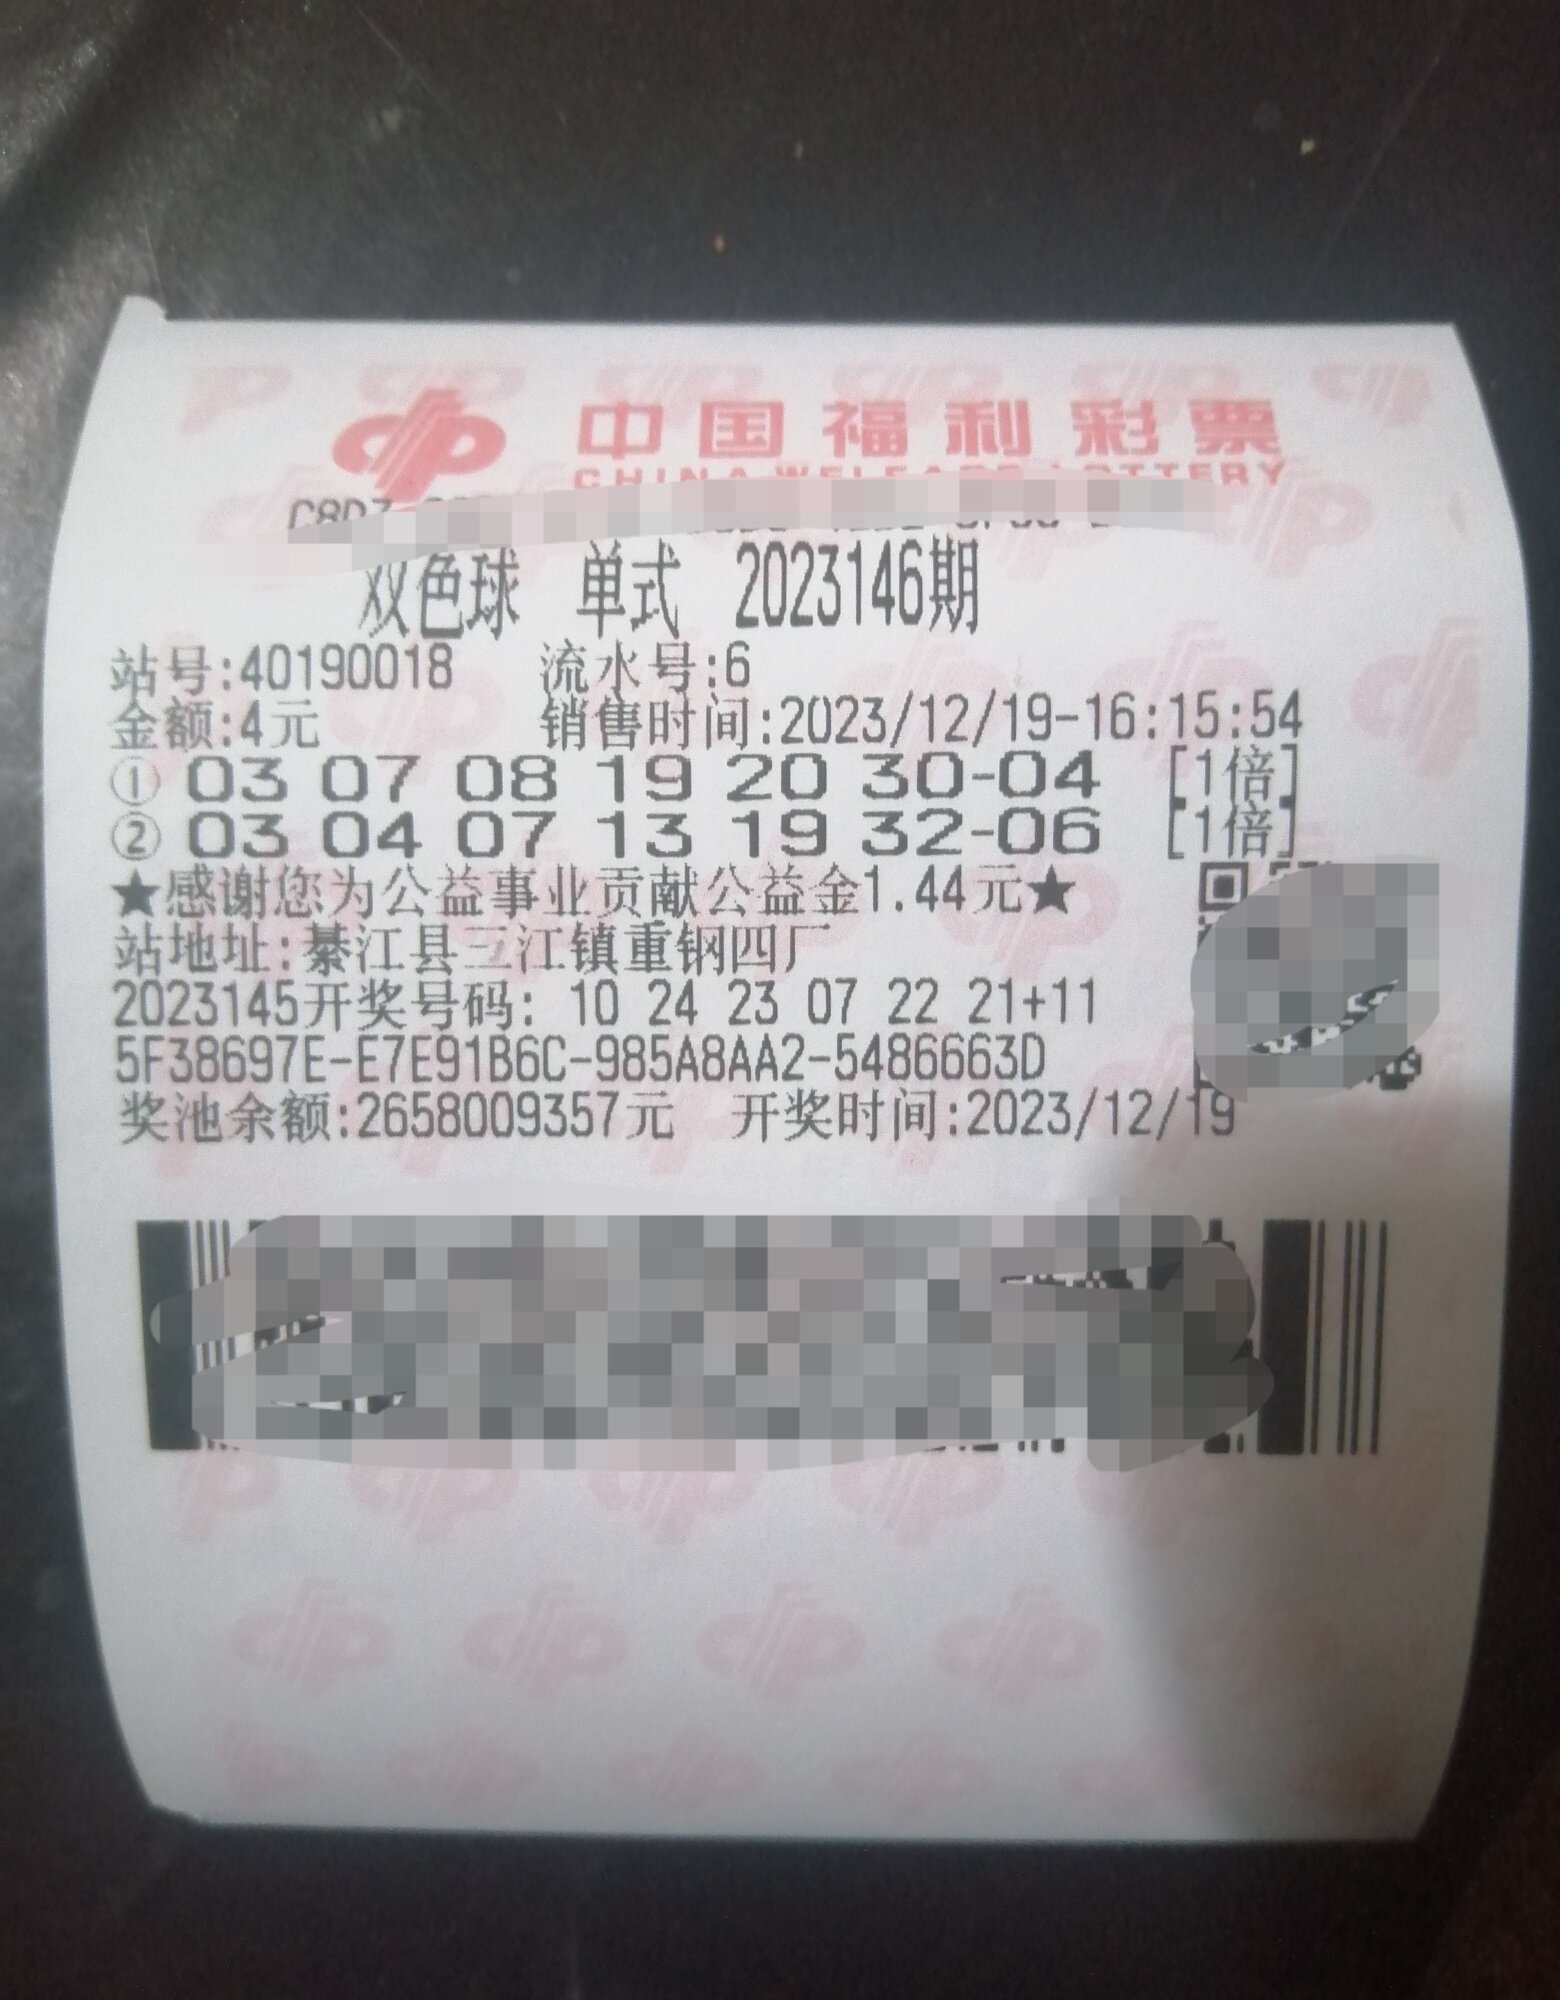 中国福利彩票
CHINA WELFARE LOTTERY
C8D7
双色球 单式 2023146期
站号:40190018 流水号:6
金额:4元 销售时间:2023/12/19-16:15:54
① 03 07 08 19 20 30-04 [1倍]
② 03 04 07 13 19 32-06 [1倍]
★感谢您为公益事业贡献公益金1.44元★
站地址:綦江县三江镇重钢四厂
2023145开奖号码: 10 24 23 07 22 21+11
5F38697E-E7E91B6C-985A8AA2-5486663D
奖池余额:2658009357元 开奖时间:2023/12/19